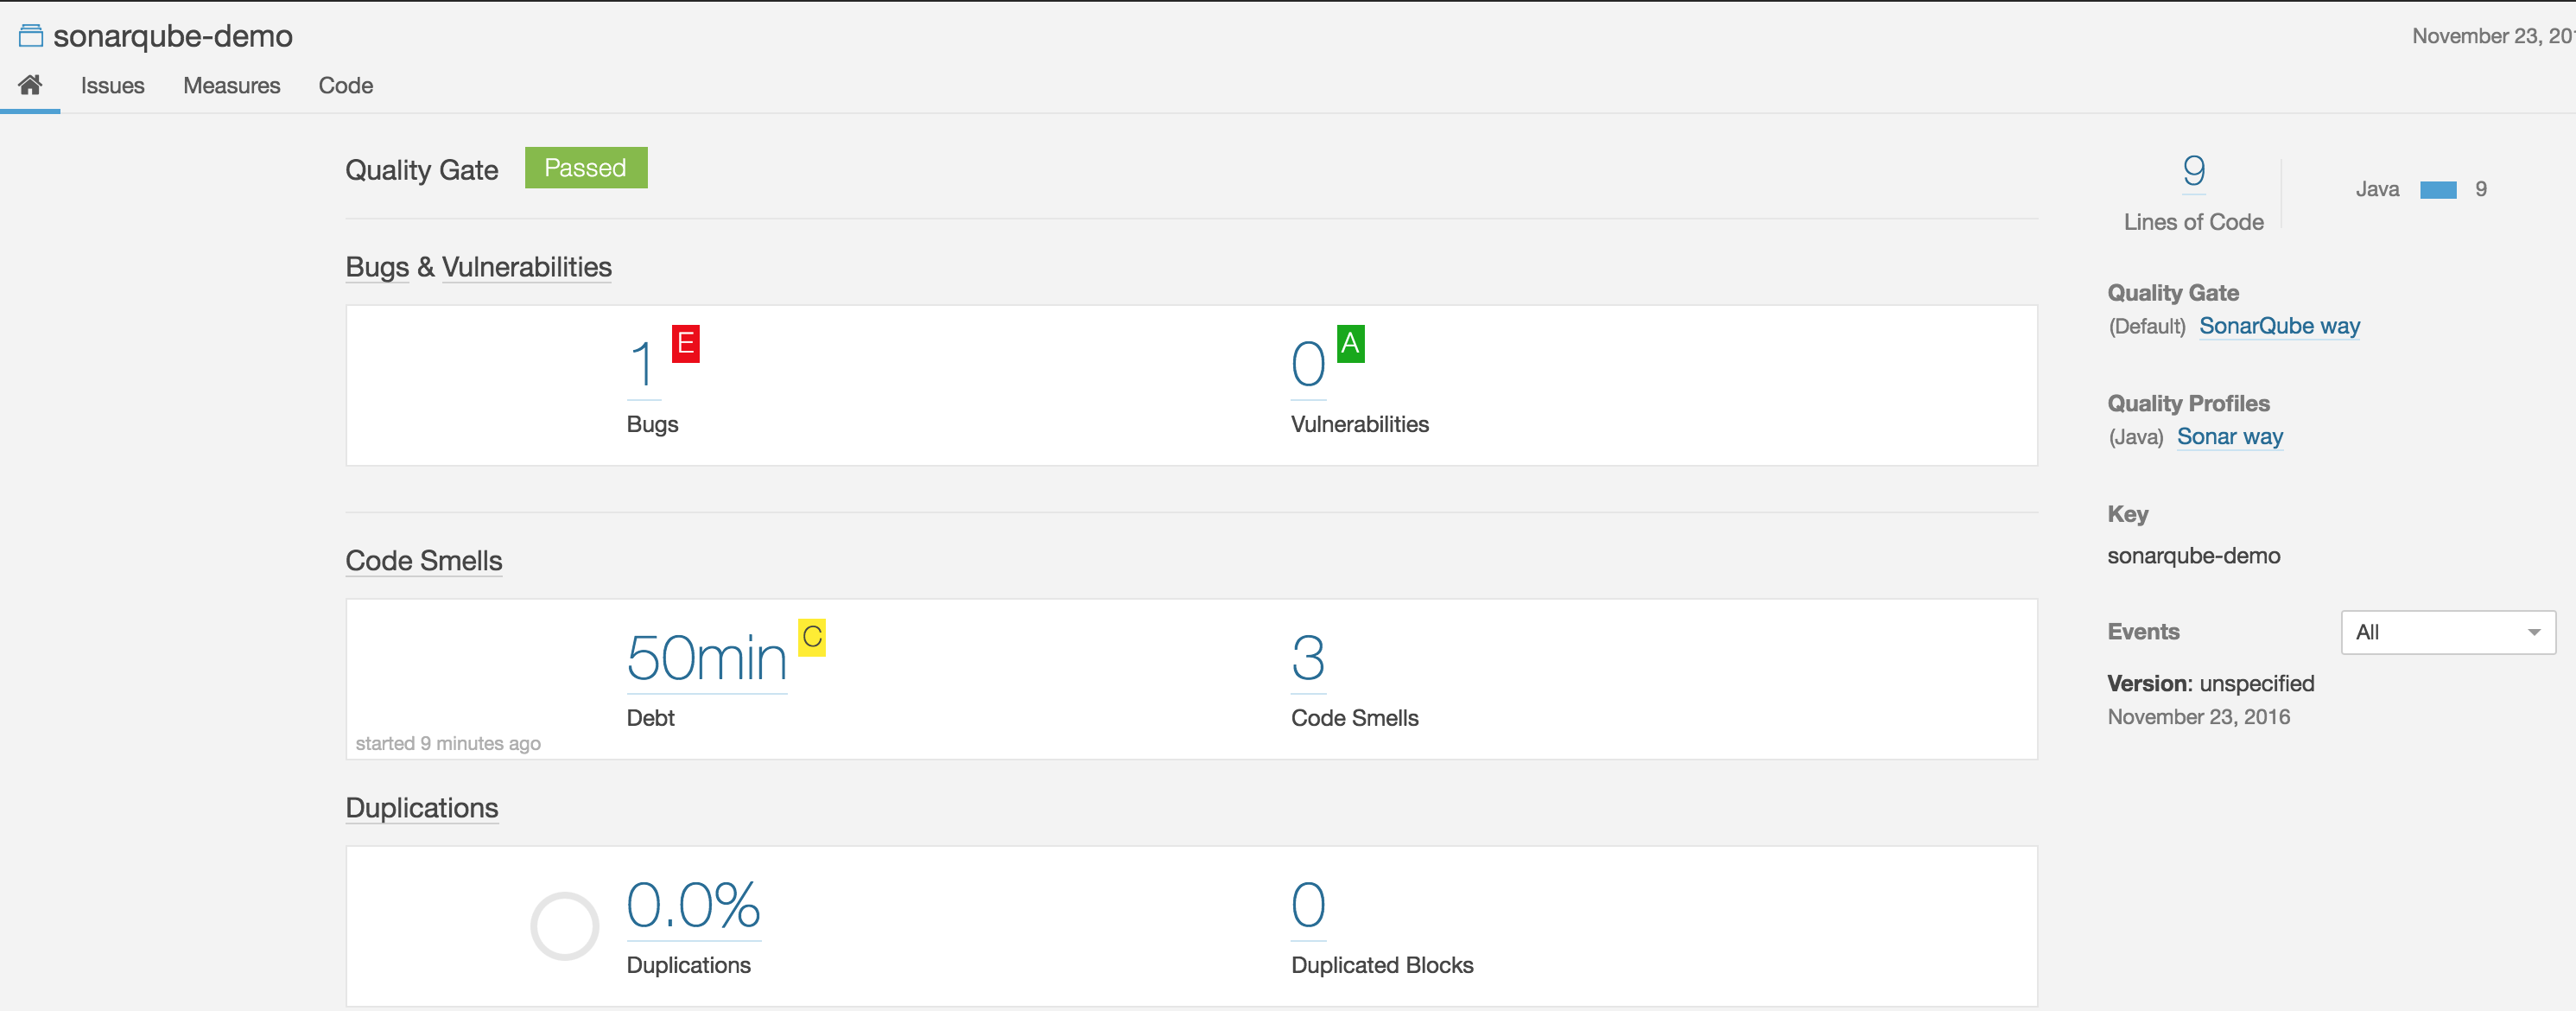 sonarqube-demo
November 23, 20
Issues Measures Code
Quality Gate Passed
Bugs & Vulnerabilities
1 E
Bugs
0 A
Vulnerabilities
Code Smells
50min C
Debt
3
Code Smells
started 9 minutes ago
Duplications
0.0%
Duplications
0
Duplicated Blocks
9
Lines of Code
Java 9
Quality Gate
(Default) SonarQube way
Quality Profiles
(Java) Sonar way
Key
sonarqube-demo
Events All
Version: unspecified
November 23, 2016